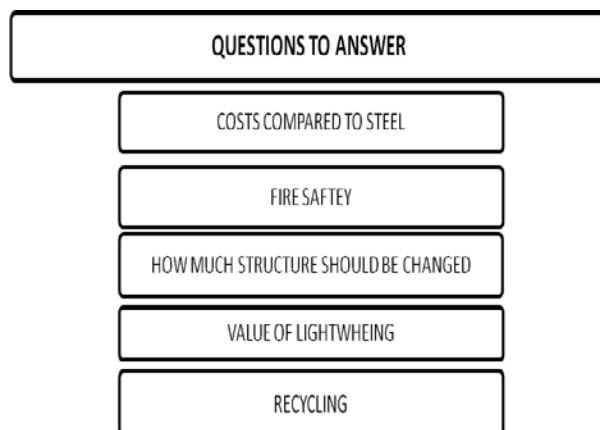 QUESTIONS TO ANSWER
COSTS COMPARED TO STEEL
FIRE SAFTEY
HOW MUCH STRUCTURE SHOULD BE CHANGED
VALUE OF LIGHTWHEING
RECYCLING